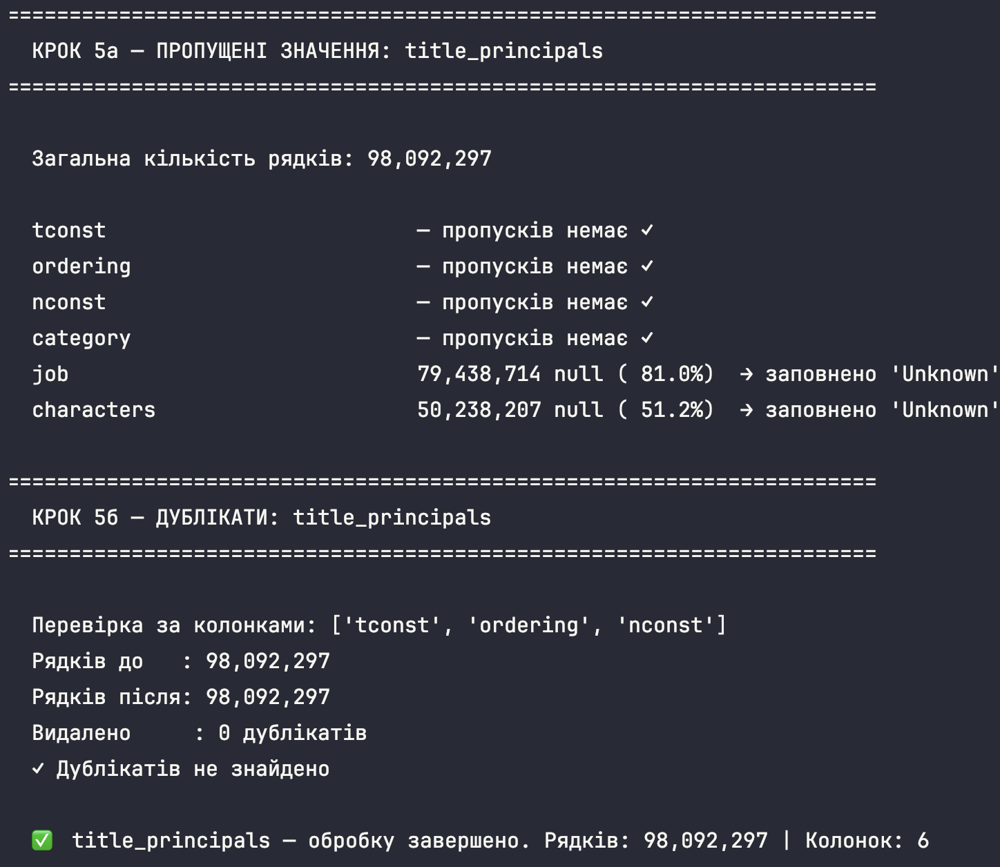 ======================================================================
КРОК 5а — ПРОПУЩЕНІ ЗНАЧЕННЯ: title_principals
======================================================================
Загальна кількість рядків: 98,092,297
tconst — пропусків немає ✓
ordering — пропусків немає ✓
nconst — пропусків немає ✓
category — пропусків немає ✓
job 79,438,714 null ( 81.0%) → заповнено 'Unknown'
characters 50,238,207 null ( 51.2%) → заповнено 'Unknown'
======================================================================
КРОК 5б — ДУБЛІКАТИ: title_principals
======================================================================
Перевірка за колонками: ['tconst', 'ordering', 'nconst']
Рядків до : 98,092,297
Рядків після: 98,092,297
Видалено : 0 дублікатів
✓ Дублікатів не знайдено
✅ title_principals — обробку завершено. Рядків: 98,092,297 | Колонок: 6